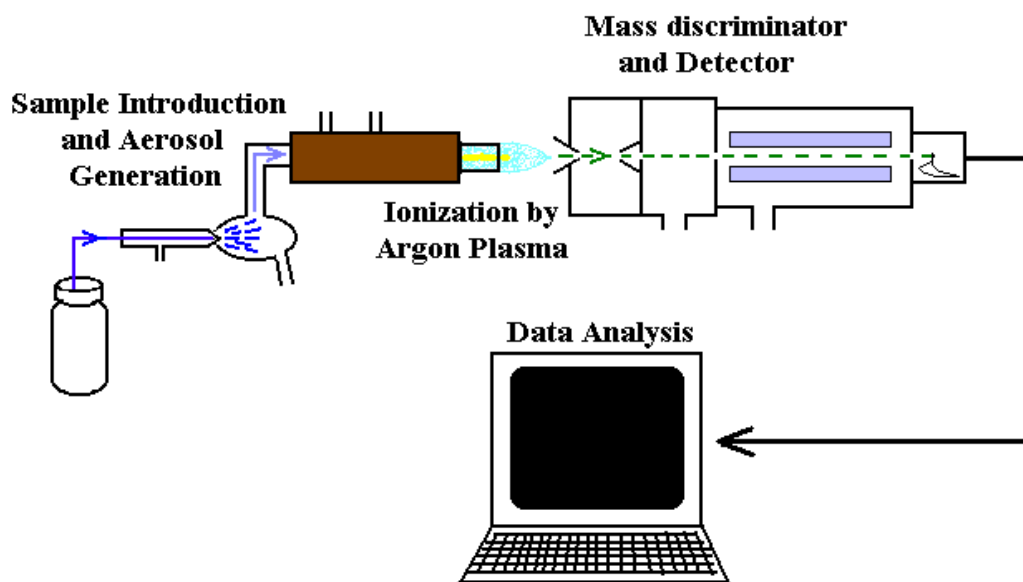 Mass discriminator
and Detector
Sample Introduction
and Aerosol
Generation
Ionization by
Argon Plasma
Data Analysis